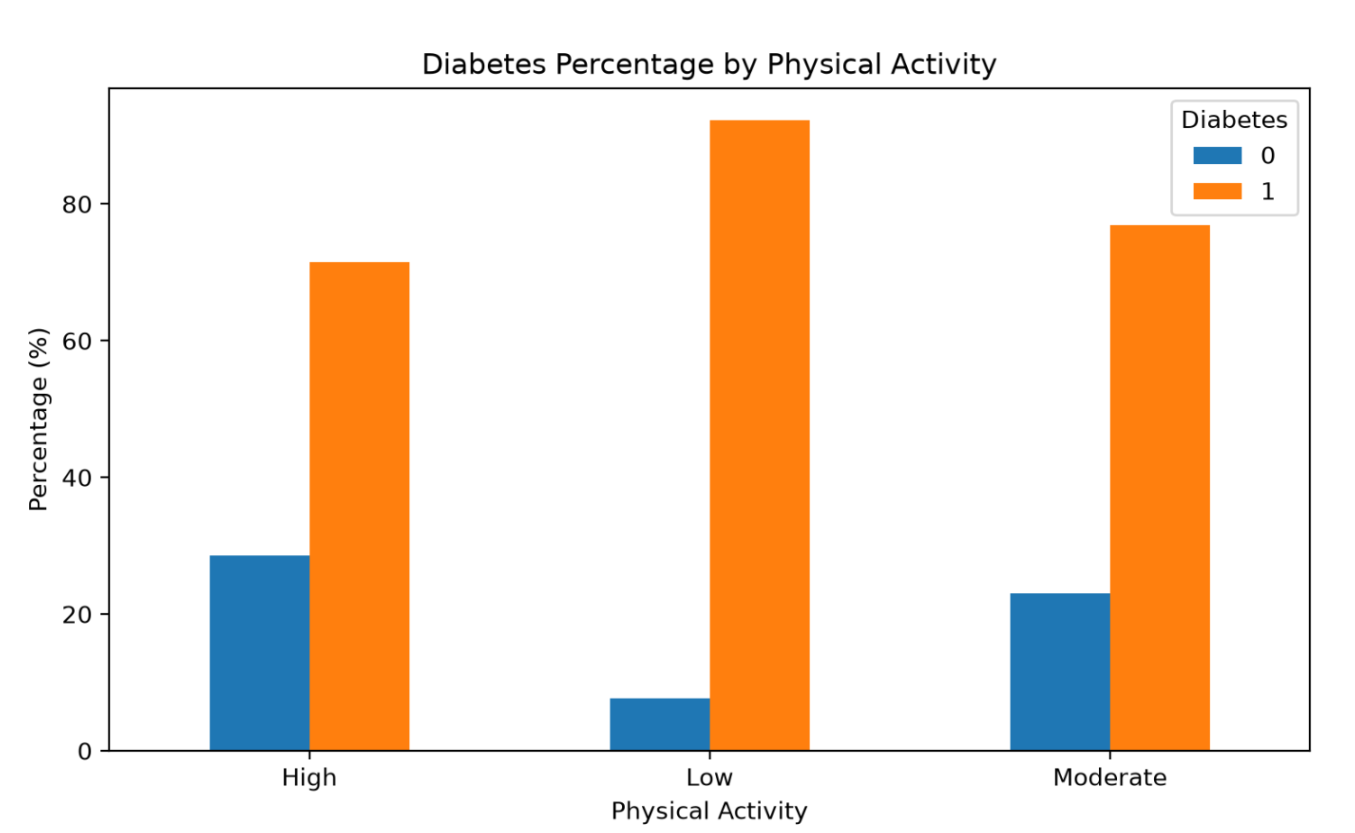 Diabetes Percentage by Physical Activity
Diabetes
0
1
Percentage (%)
80
60
40
20
0
High Low Moderate
Physical Activity